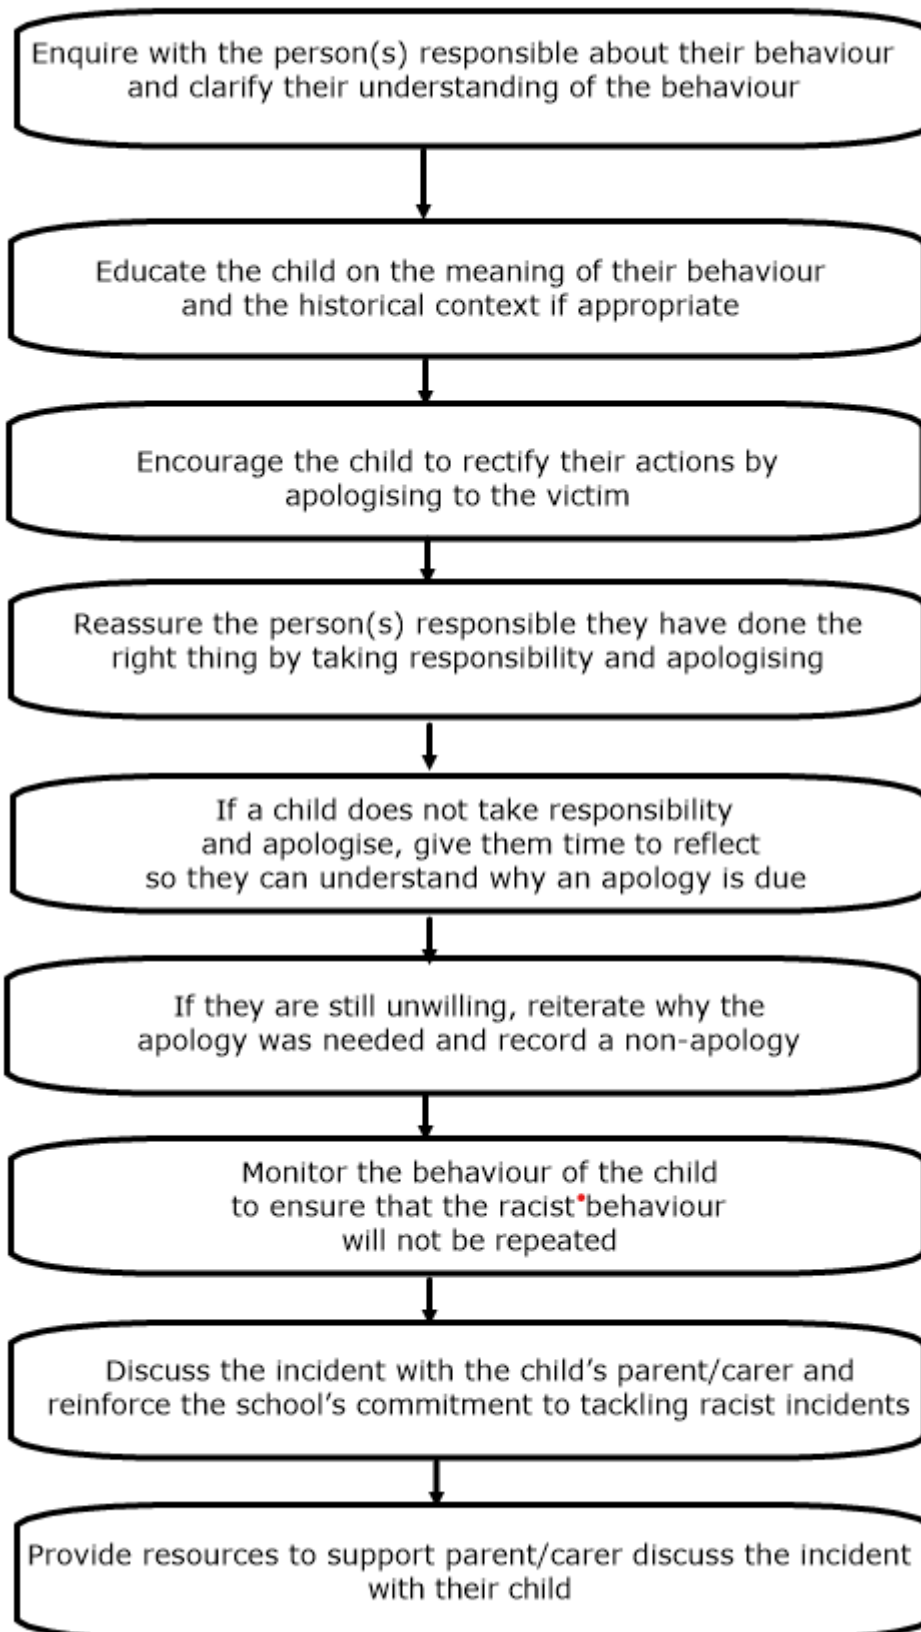 Enquire with the person(s) responsible about their behaviour
and clarify their understanding of the behaviour
Educate the child on the meaning of their behaviour
and the historical context if appropriate
Encourage the child to rectify their actions by
apologising to the victim
Reassure the person(s) responsible they have done the
right thing by taking responsibility and apologising
If a child does not take responsibility
and apologise, give them time to reflect
so they can understand why an apology is due
If they are still unwilling, reiterate why the
apology was needed and record a non-apology
Monitor the behaviour of the child
to ensure that the racist behaviour
will not be repeated
Discuss the incident with the child's parent/carer and
reinforce the school's commitment to tackling racist incidents
Provide resources to support parent/carer discuss the incident
with their child